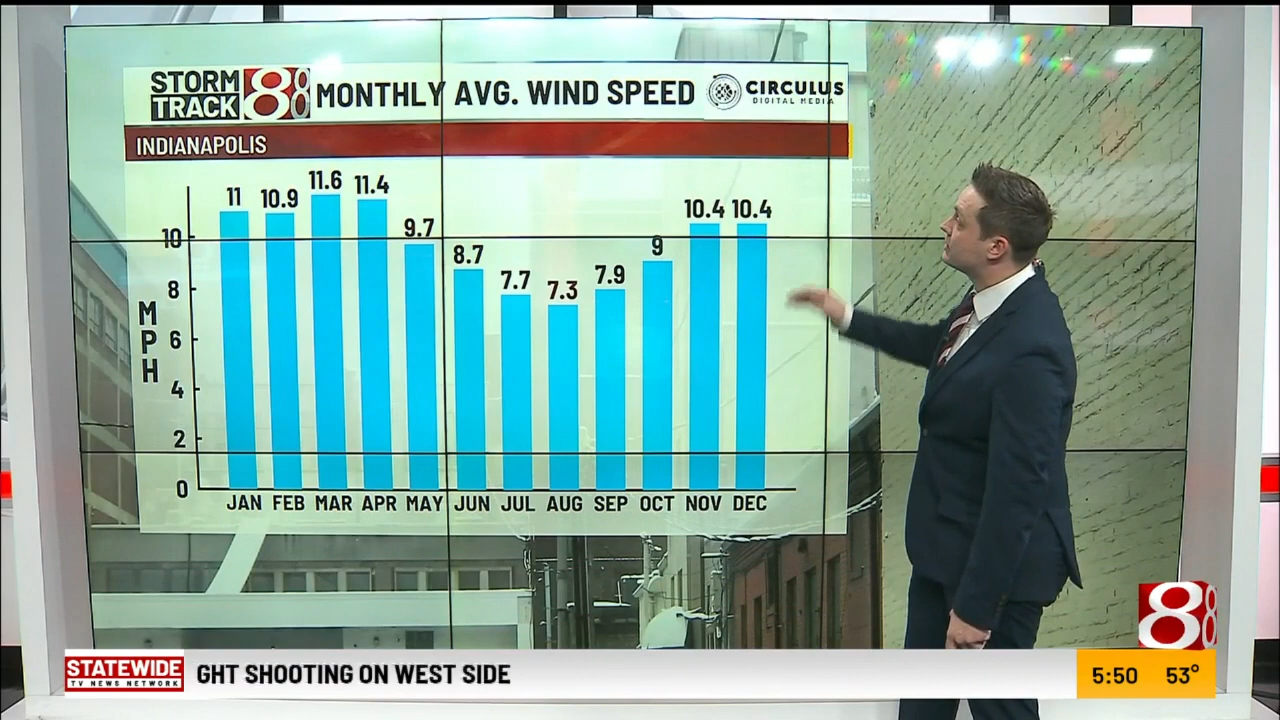 STORM
TRACK 8
MONTHLY AVG. WIND SPEED
CIRCULUS
DIGITAL MEDIA
INDIANAPOLIS
11 10.9 11.6 11.4 9.7 8.7 7.7 7.3 7.9 9 10.4 10.4
MPH
10
8
6
4
2
0
JAN FEB MAR APR MAY JUN JUL AUG SEP OCT NOV DEC
8
STATEWIDE
TV NEWS NETWORK
GHT SHOOTING ON WEST SIDE
5:50 53°